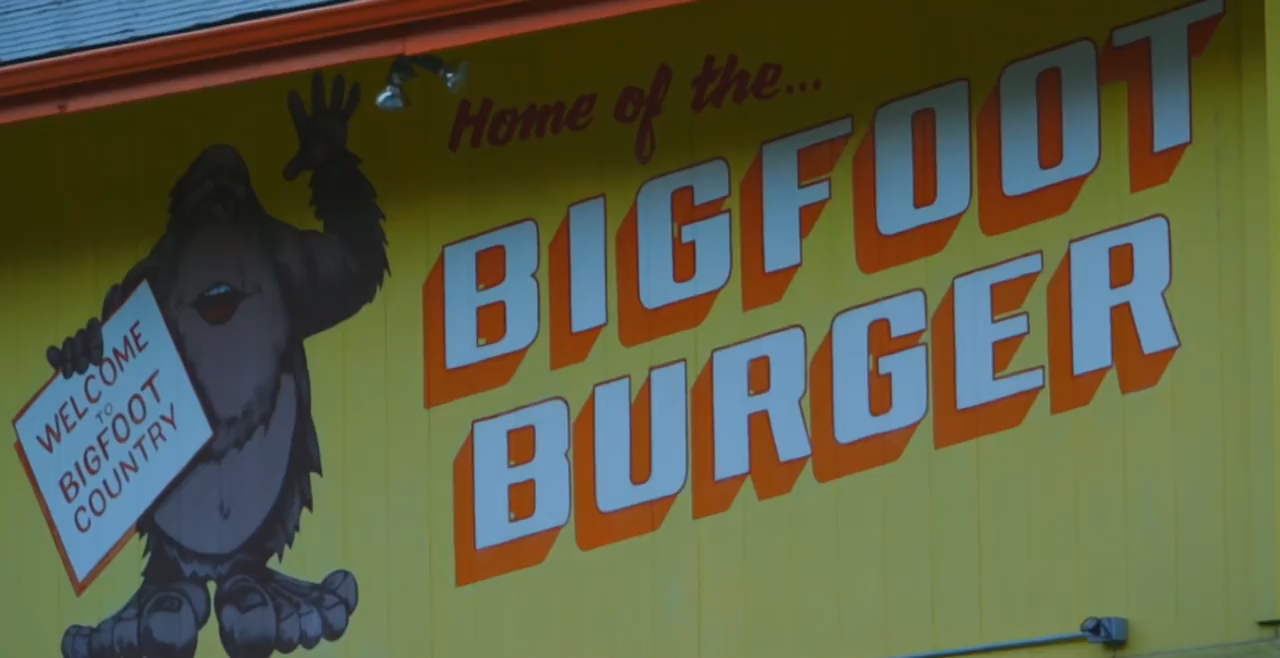 Home of the...
BIGFOOT
BURGER
WELCOME
TO
BIGFOOT
COUNTRY